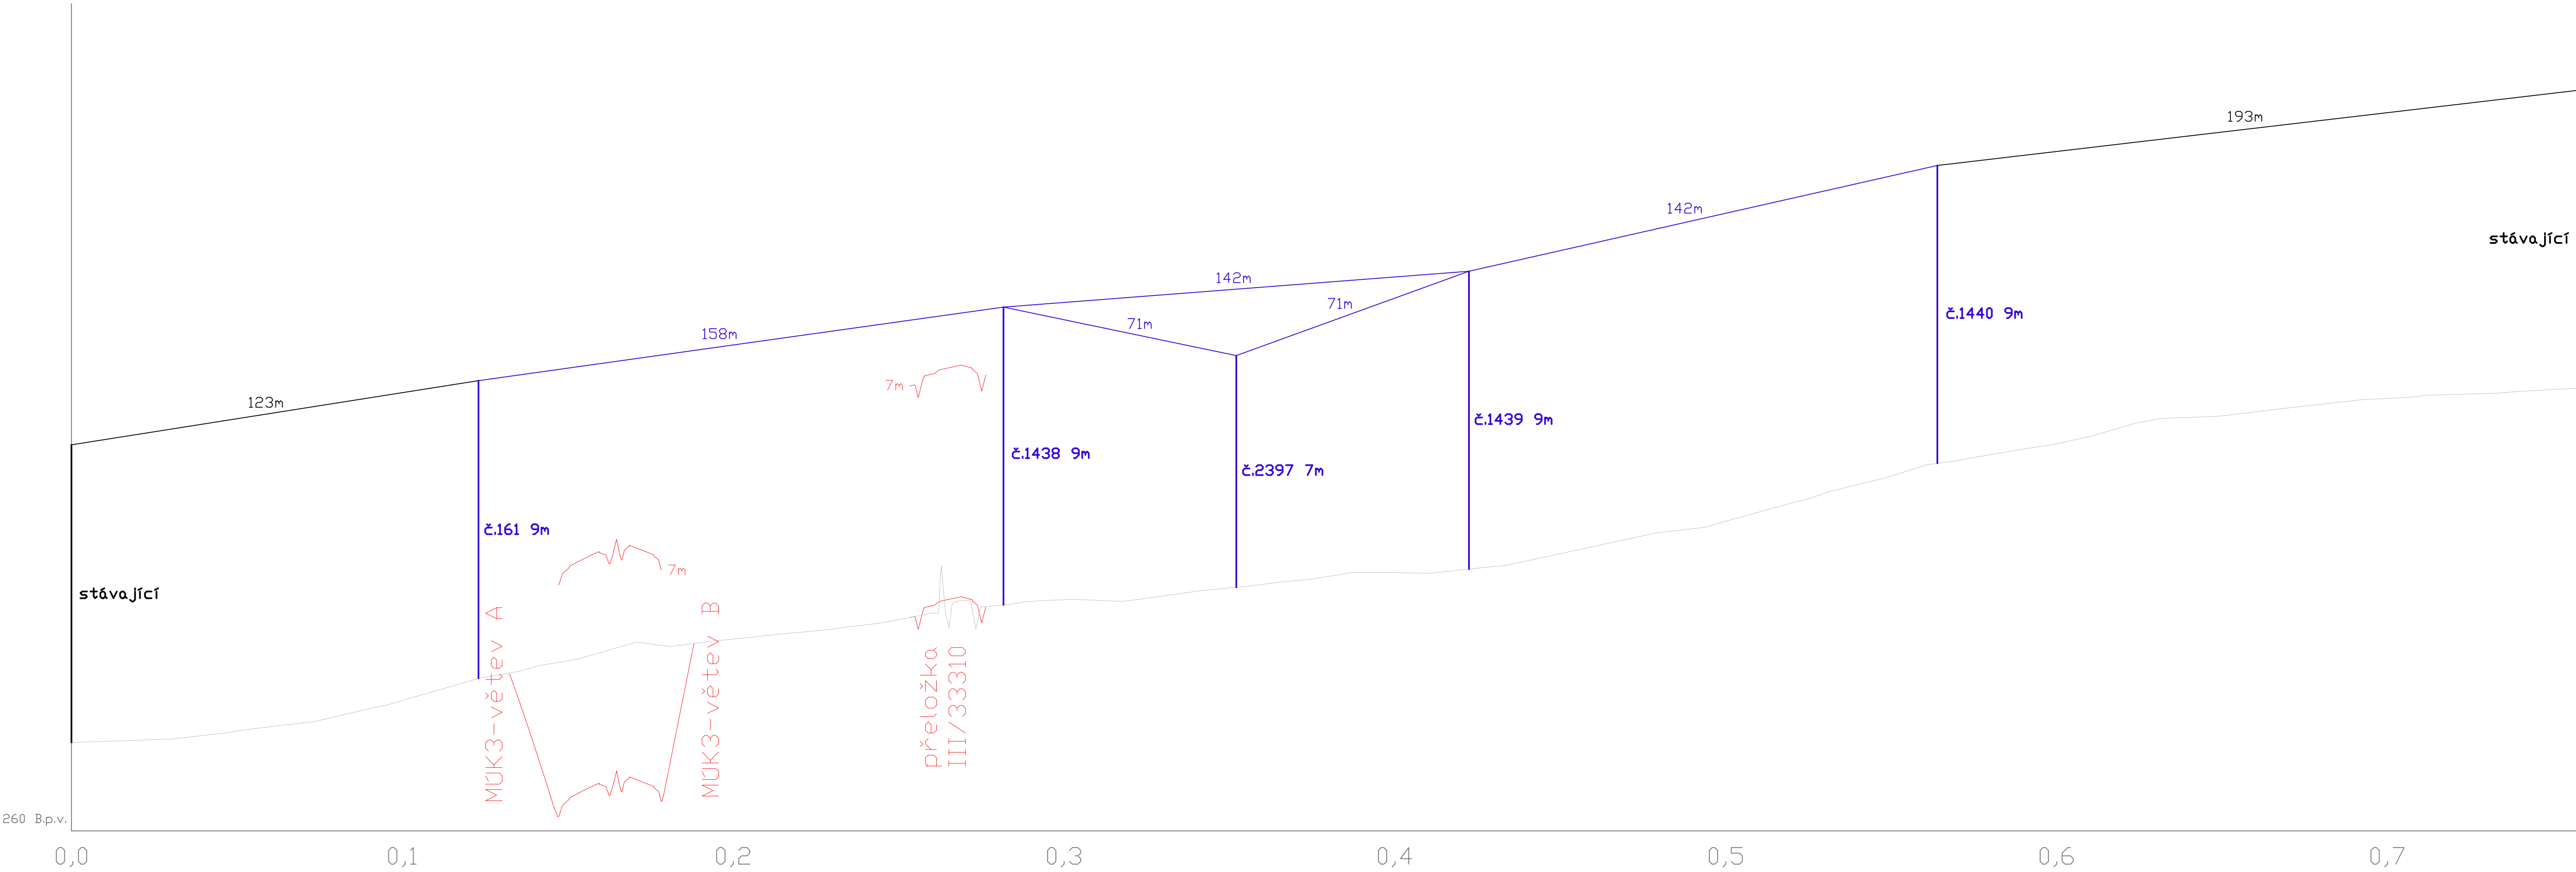 193m
142m
stávající
142m
71m
71m
158m
č.1440 9m
7m
123m
č.1439 9m
č.1438 9m
č.2397 7m
č.161 9m
7m
stávající
MÚK3-větev A
MÚK3-větev B
přeložka
III/33310
260 B.p.v.
0,0 0,1 0,2 0,3 0,4 0,5 0,6 0,7